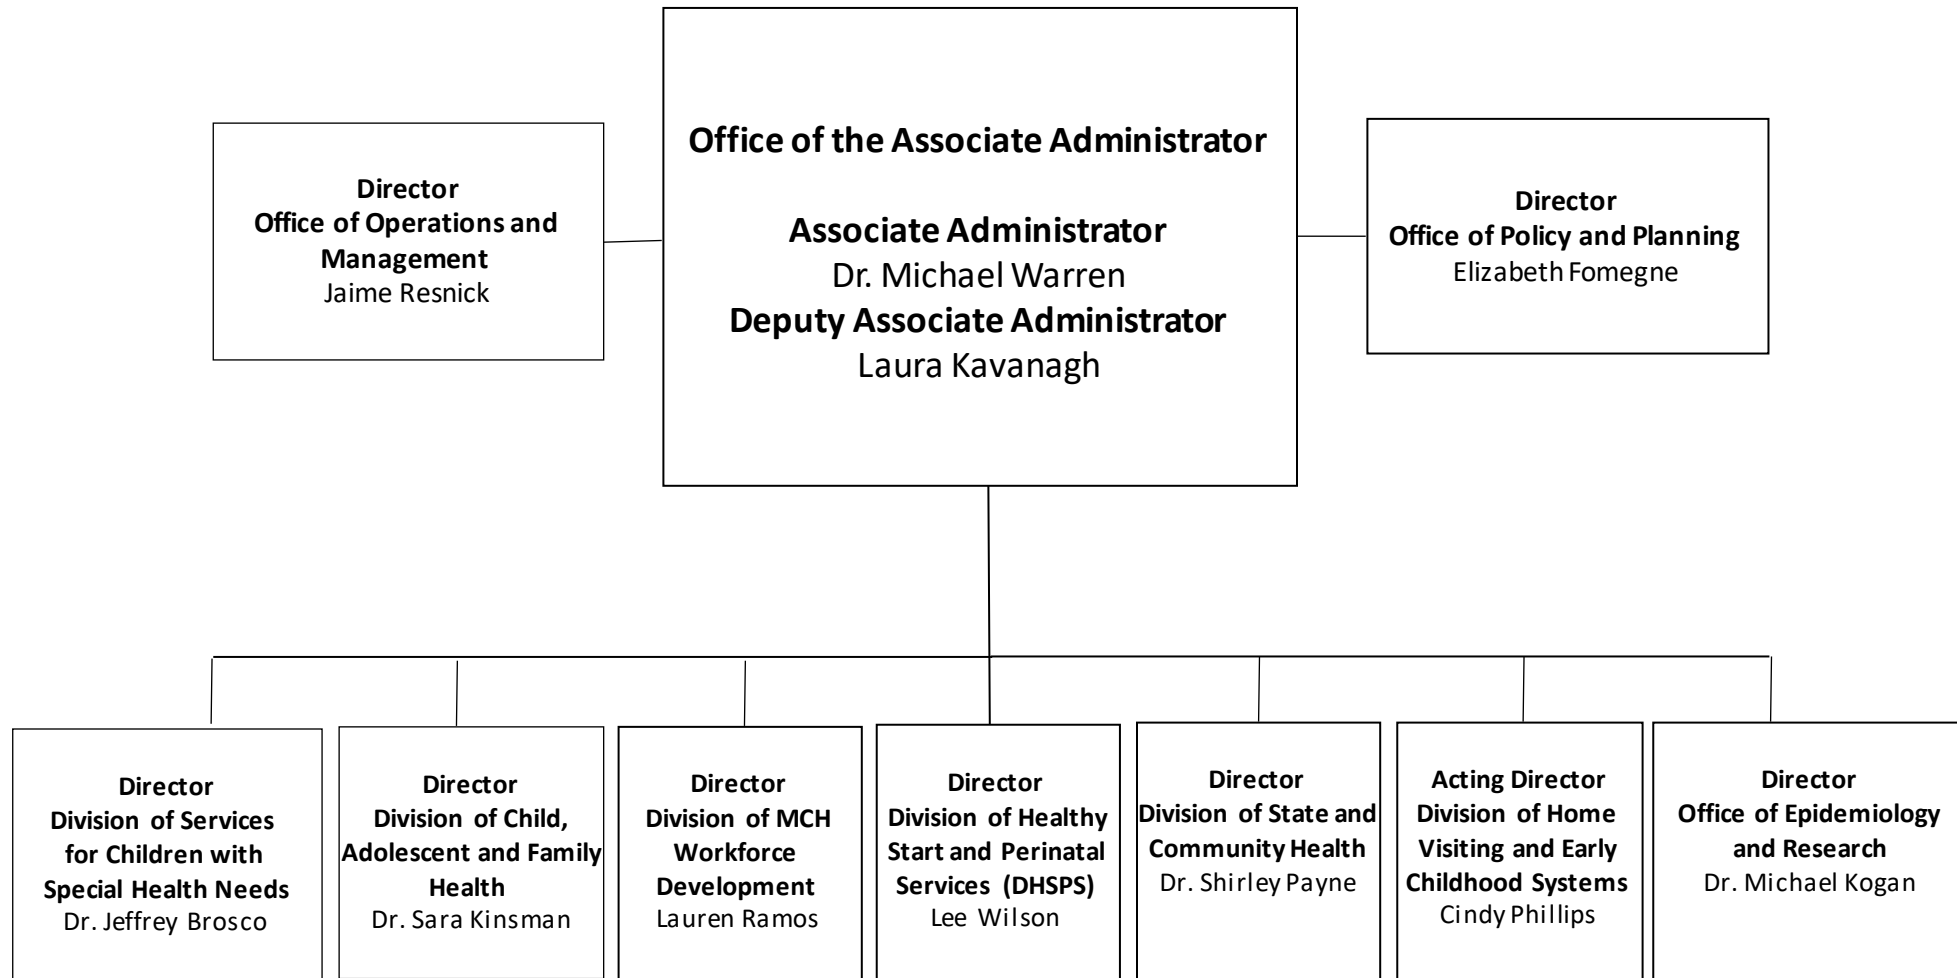 Office of the Associate Administrator
Associate Administrator
Dr. Michael Warren
Deputy Associate Administrator
Laura Kavanagh
Director
Office of Operations and
Management
Jaime Resnick
Director
Office of Policy and Planning
Elizabeth Fomegne
Director
Division of Services
for Children with
Special Health Needs
Dr. Jeffrey Brosco
Director
Division of Child,
Adolescent and Family
Health
Dr. Sara Kinsman
Director
Division of MCH
Workforce
Development
Lauren Ramos
Director
Division of Healthy
Start and Perinatal
Services (DHSPS)
Lee Wilson
Director
Division of State and
Community Health
Dr. Shirley Payne
Acting Director
Division of Home
Visiting and Early
Childhood Systems
Cindy Phillips
Director
Office of Epidemiology
and Research
Dr. Michael Kogan